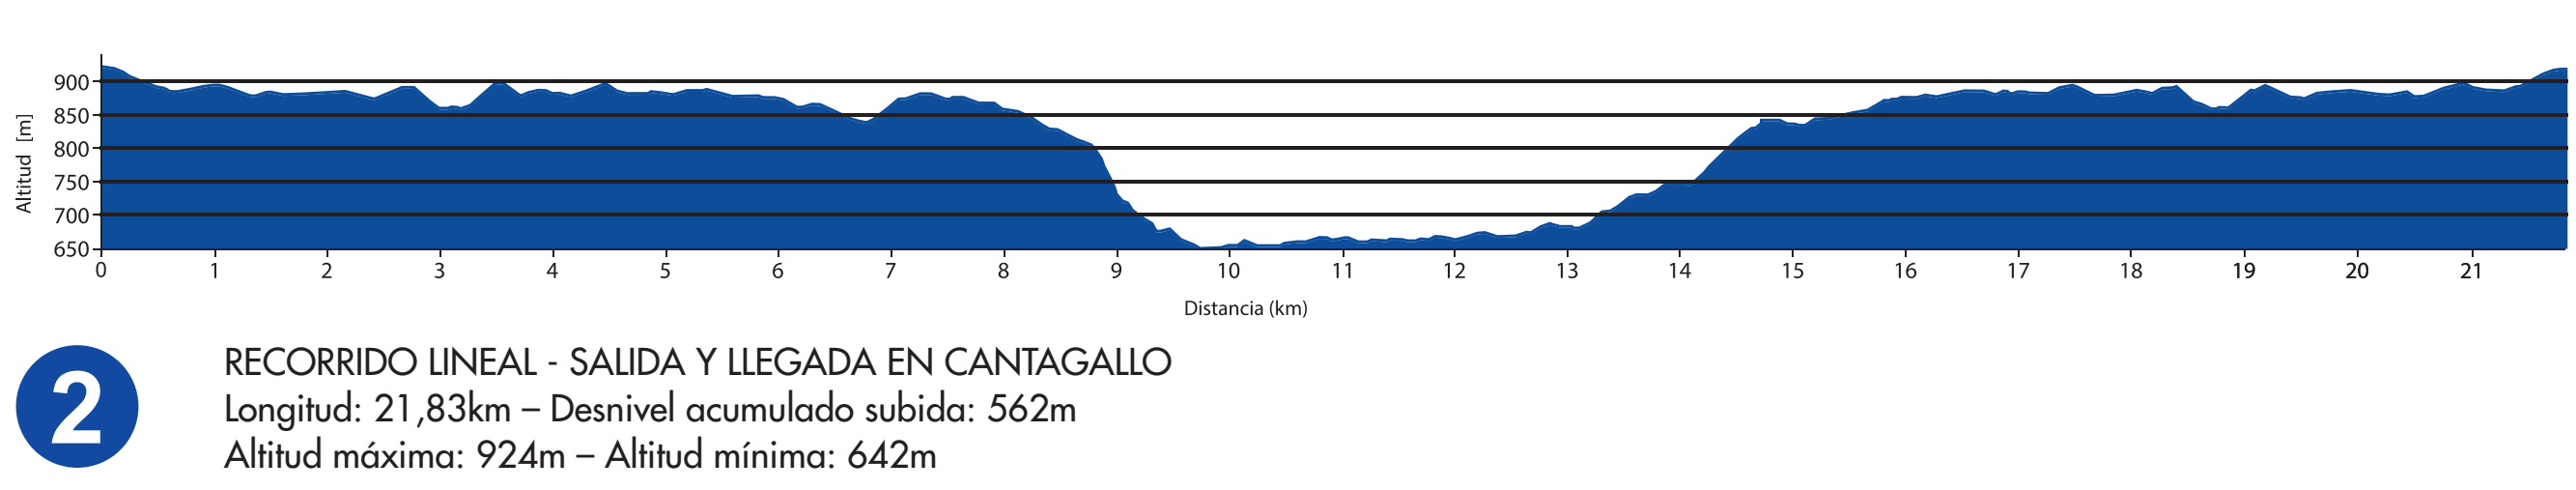 900
850
800
750
700
650
Altitud [m]
0 1 2 3 4 5 6 7 8 9 10 11 12 13 14 15 16 17 18 19 20 21
Distancia (km)
2
RECORRIDO LINEAL - SALIDA Y LLEGADA EN CANTAGALLO
Longitud: 21,83km – Desnivel acumulado subida: 562m
Altitud máxima: 924m – Altitud mínima: 642m